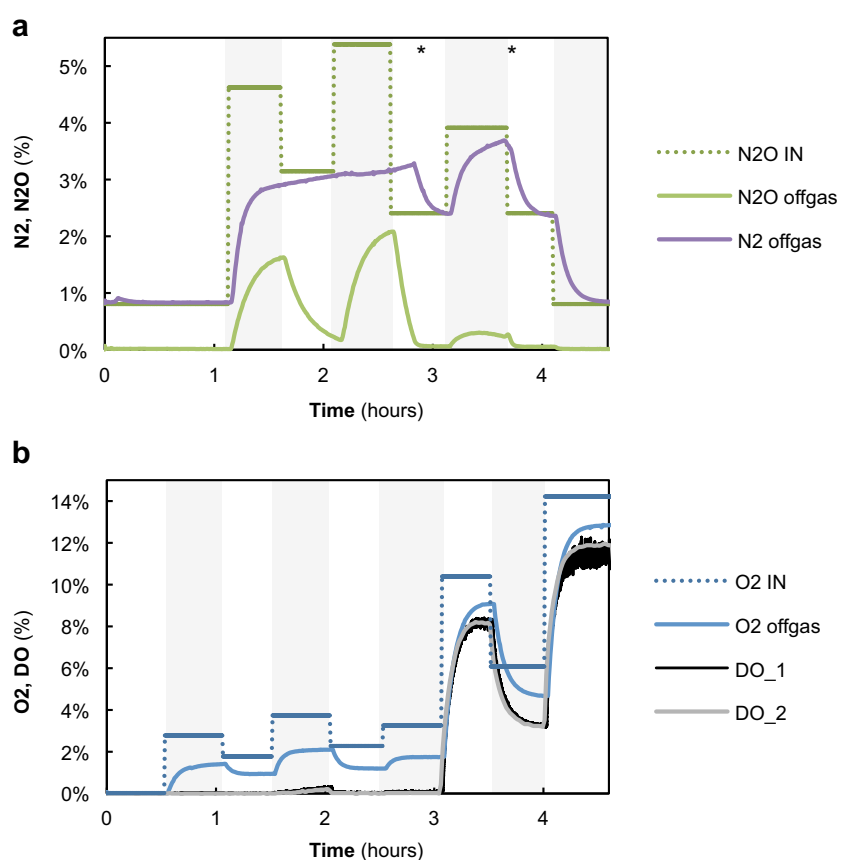 a
5%
4%
3%
2%
1%
0%
N2, N2O (%)
* *
0 1 2 3 4
Time (hours)
N2O IN
N2O offgas
N2 offgas
b
14%
12%
10%
8%
6%
4%
2%
0%
O2, DO (%)
0 1 2 3 4
Time (hours)
O2 IN
O2 offgas
DO_1
DO_2